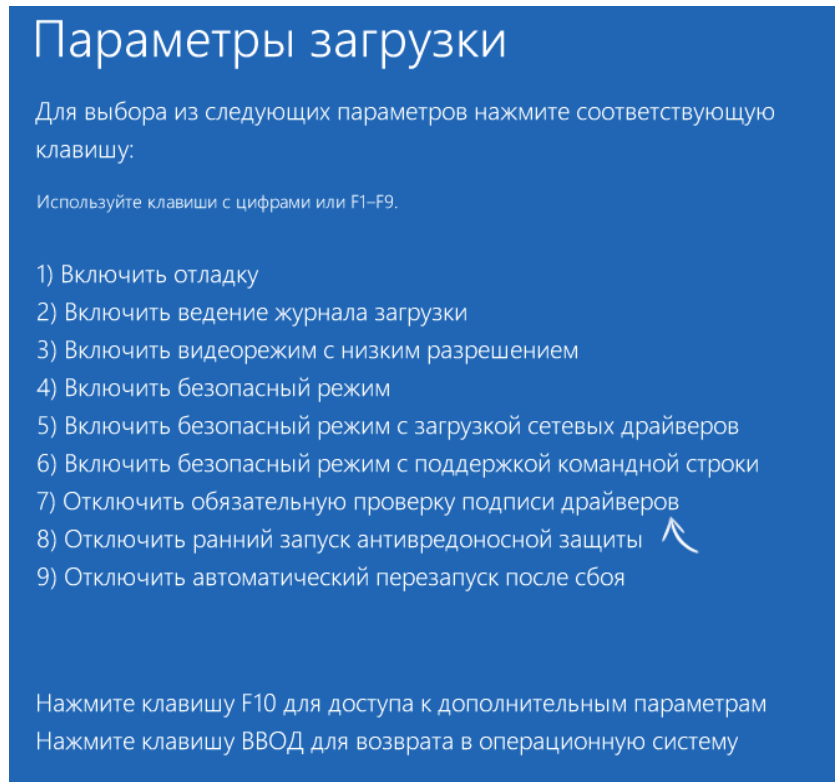 Параметры загрузки
Для выбора из следующих параметров нажмите соответствующую
клавишу:
Используйте клавиши с цифрами или F1–F9.
1) Включить отладку
2) Включить ведение журнала загрузки
3) Включить видеорежим с низким разрешением
4) Включить безопасный режим
5) Включить безопасный режим с загрузкой сетевых драйверов
6) Включить безопасный режим с поддержкой командной строки
7) Отключить обязательную проверку подписи драйверов
8) Отключить ранний запуск антивредоносной защиты
9) Отключить автоматический перезапуск после сбоя
Нажмите клавишу F10 для доступа к дополнительным параметрам
Нажмите клавишу ВВОД для возврата в операционную систему